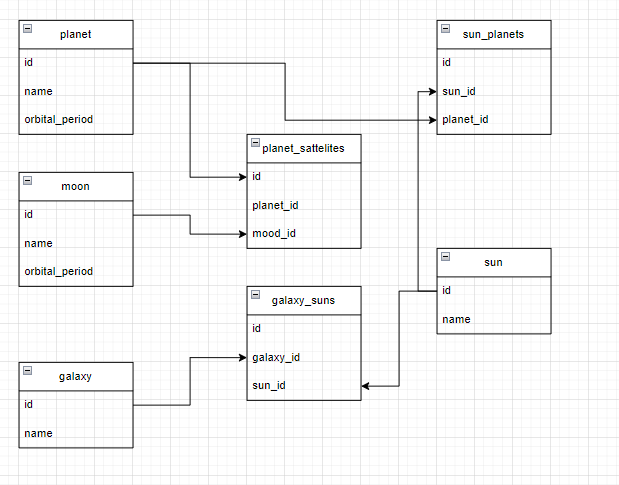 planet
id
name
orbital_period
sun_planets
id
sun_id
planet_id
planet_sattelites
id
planet_id
mood_id
moon
id
name
orbital_period
sun
id
name
galaxy_suns
id
galaxy_id
sun_id
galaxy
id
name